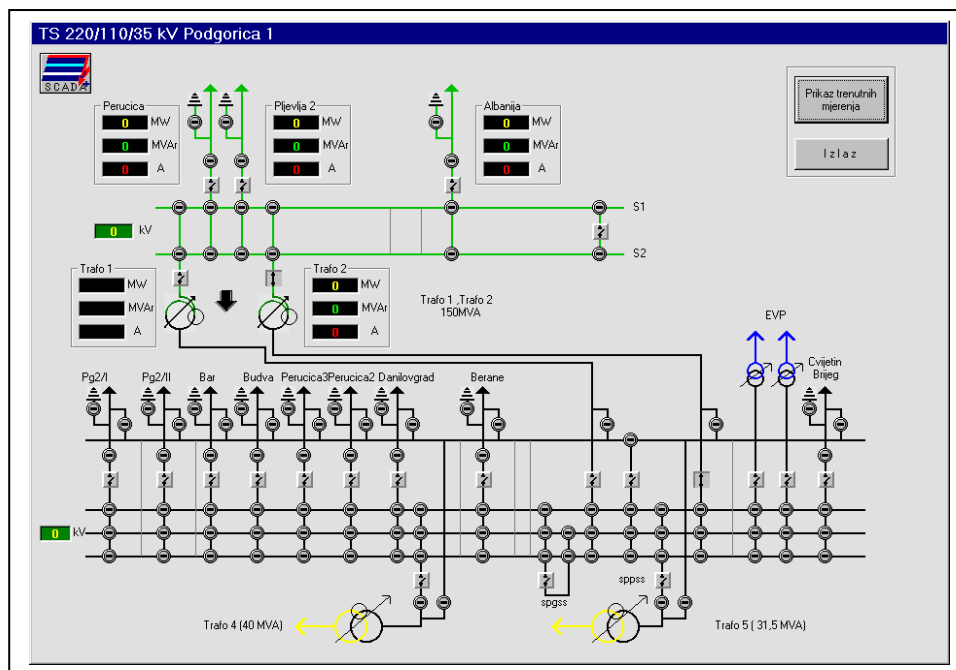 TS 220/110/35 kV Podgorica 1
SCADA
Perucica
0 MW
0 MVAr
0 A
Pljevlja 2
0 MW
0 MVAr
0 A
Albanija
0 MW
0 MVAr
0 A
Prikaz trenutnih
mjerenja
Izlaz
S1
0 kV
S2
Trafo 1
MW
MVAr
A
Trafo 2
0 MW
0 MVAr
0 A
Trafo 1 ,Trafo 2
150MVA
EVP
Pg2/I
Pg2/II
Bar
Budva
Perucica3
Perucica2
Danilovgrad
Berane
Cvijetin
Brijeg
0 kV
spgss
sppss
Trafo 4 (40 MVA)
Trafo 5 ( 31,5 MVA)